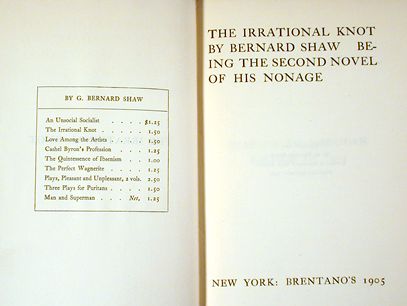 BY G. BERNARD SHAW
An Unsocial Socialist . . . . $1.25
The Irrational Knot . . . . . 1.50
Love Among the Artists . . . . 1.50
Cashel Byron's Profession . . . 1.25
The Quintessence of Ibsenism . . 1.00
The Perfect Wagnerite . . . . 1.25
Plays, Pleasant and Unpleasant, 2 vols. 2.50
Three Plays for Puritans . . . . 1.50
Man and Superman . . . Net, 1.25
THE IRRATIONAL KNOT
BY BERNARD SHAW BE-
ING THE SECOND NOVEL
OF HIS NONAGE
NEW YORK: BRENTANO'S 1905